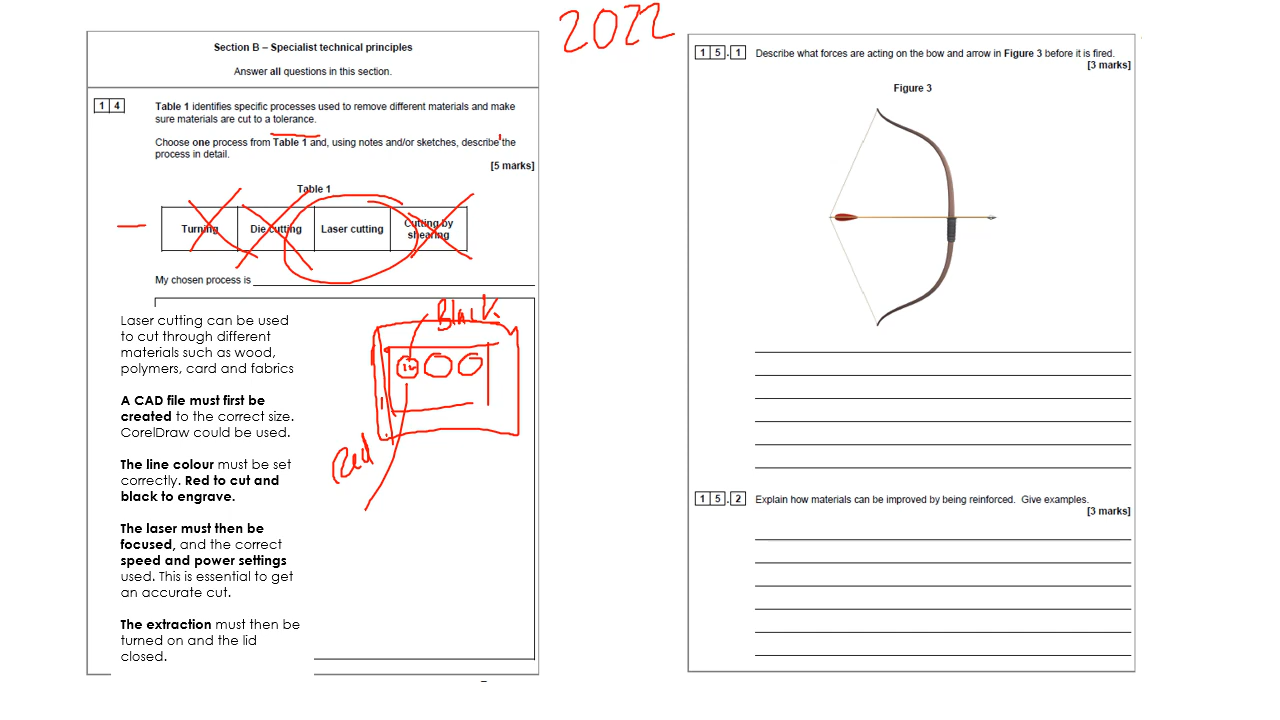 2022
Section B – Specialist technical principles
Answer all questions in this section.
1 4
Table 1 identifies specific processes used to remove different materials and make
sure materials are cut to a tolerance.
Choose one process from Table 1 and, using notes and/or sketches, describe the
process in detail.
[5 marks]
Table 1
Turning
Die cutting
Laser cutting
Cutting by
shearing
My chosen process is
Laser cutting can be used
to cut through different
materials such as wood,
polymers, card and fabrics
A CAD file must first be
created to the correct size.
CorelDraw could be used.
The line colour must be set
correctly. Red to cut and
black to engrave.
The laser must then be
focused, and the correct
speed and power settings
used. This is essential to get
an accurate cut.
The extraction must then be
turned on and the lid
closed.
Black
12
Red
1 5 . 1
Describe what forces are acting on the bow and arrow in Figure 3 before it is fired.
[3 marks]
Figure 3
1 5 . 2
Explain how materials can be improved by being reinforced. Give examples.
[3 marks]